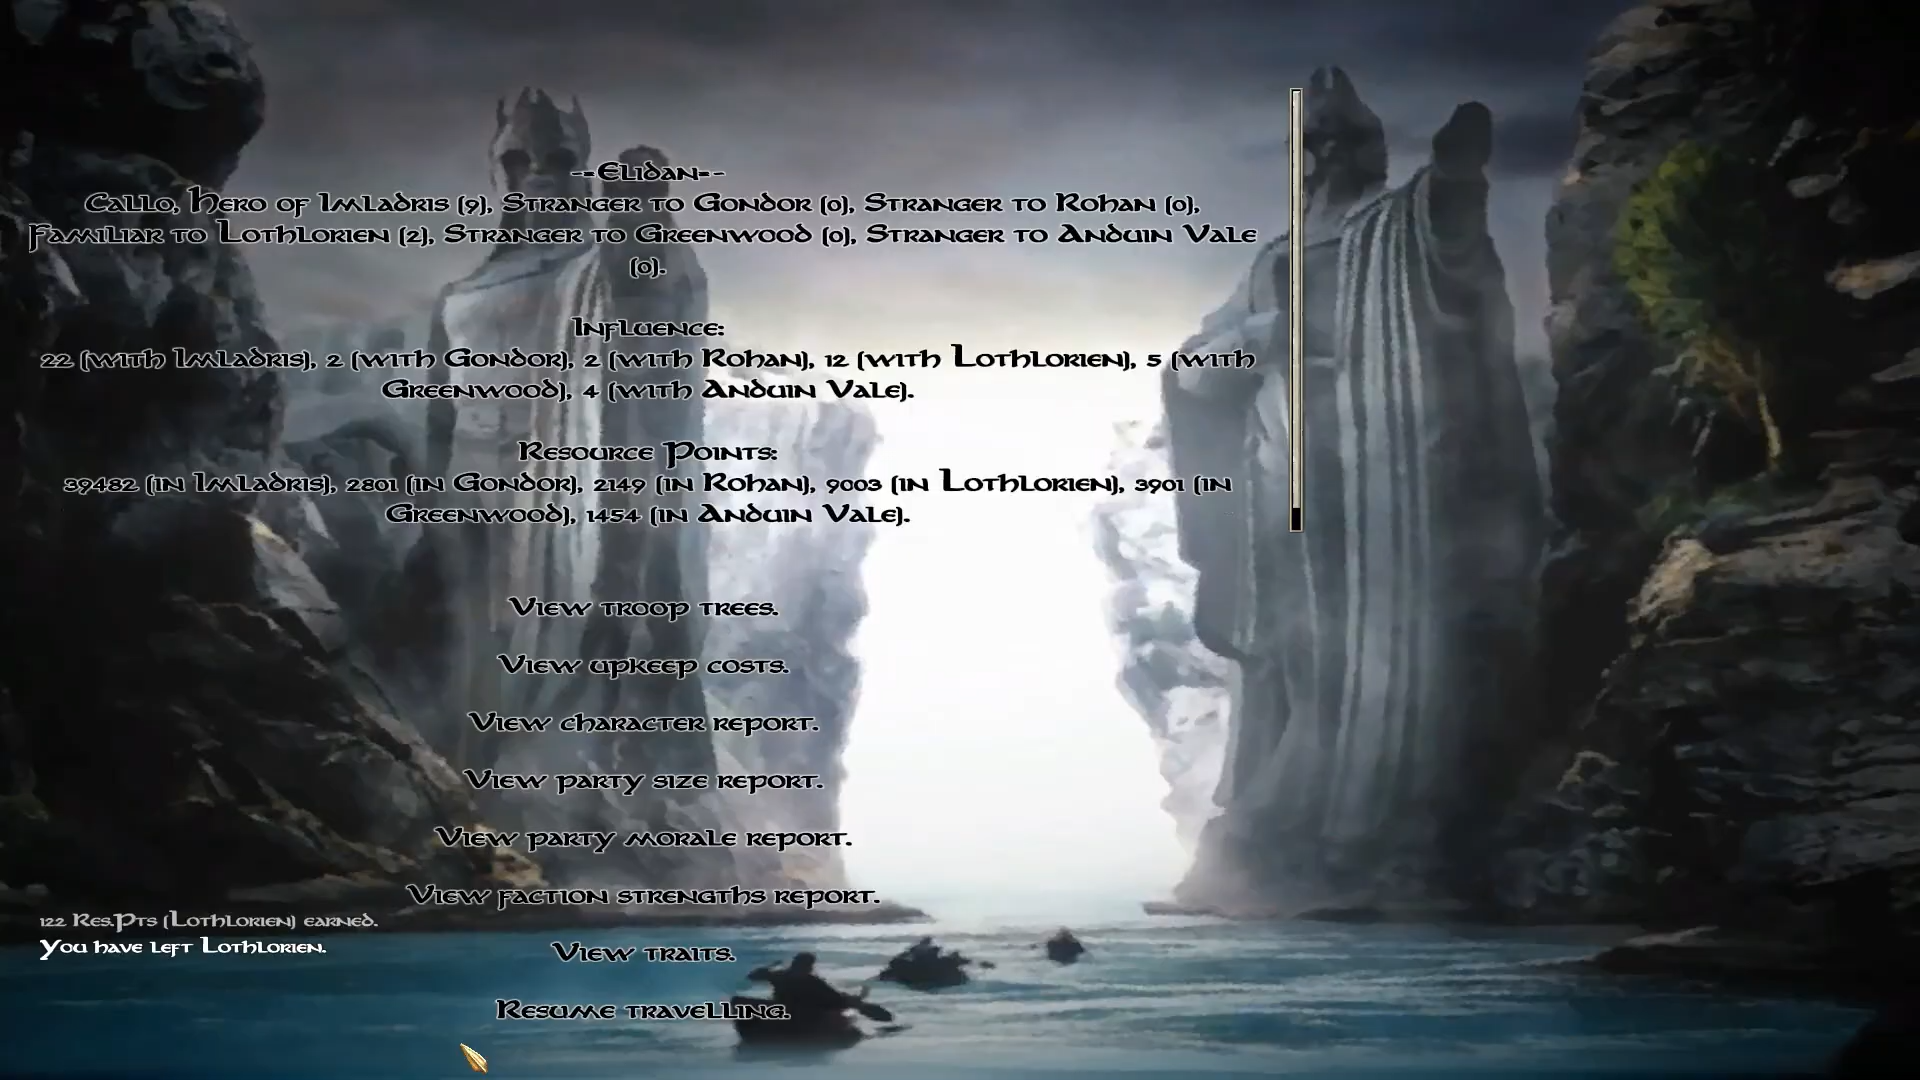 -=Elidan=-
Callo, Hero of Imladris (9), Stranger to Gondor (0), Stranger to Rohan (0),
Familiar to Lothlorien (2), Stranger to Greenwood (0), Stranger to Anduin Vale
(0).
Influence:
22 (with Imladris), 2 (with Gondor), 2 (with Rohan), 12 (with Lothlorien), 5 (with
Greenwood), 4 (with Anduin Vale).
Resource Points:
39482 (in Imladris), 2801 (in Gondor), 2149 (in Rohan), 9003 (in Lothlorien), 3901 (in
Greenwood), 1454 (in Anduin Vale).
View troop trees.
View upkeep costs.
View character report.
View party size report.
View party morale report.
View faction strengths report.
View traits.
Resume travelling.
122 Res.Pts (Lothlorien) earned.
You have left Lothlorien.